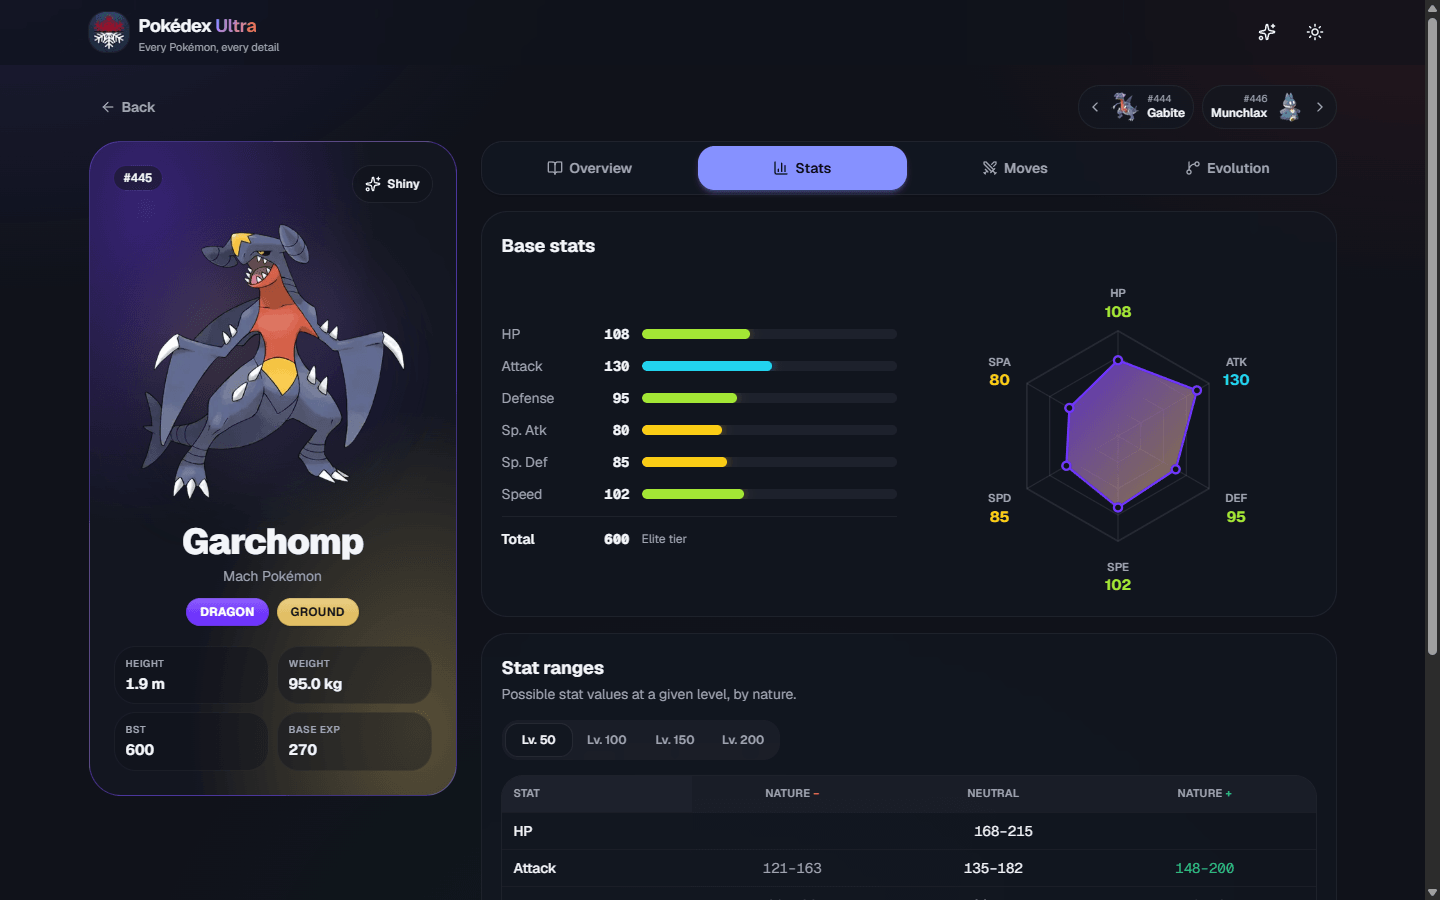 Pokédex Ultra
Every Pokémon, every detail
Back
#444
Gabite
#446
Munchlax
#445
Shiny
Garchomp
Mach Pokémon
DRAGON
GROUND
HEIGHT
1.9 m
WEIGHT
95.0 kg
BST
600
BASE EXP
270
Overview
Stats
Moves
Evolution
Base stats
HP 108
Attack 130
Defense 95
Sp. Atk 80
Sp. Def 85
Speed 102
Total 600 Elite tier
HP
108
ATK
130
DEF
95
SPE
102
SPD
85
SPA
80
Stat ranges
Possible stat values at a given level, by nature.
Lv. 50 Lv. 100 Lv. 150 Lv. 200
STAT NATURE − NEUTRAL NATURE +
HP 168–215
Attack 121–163 135–182 148–200